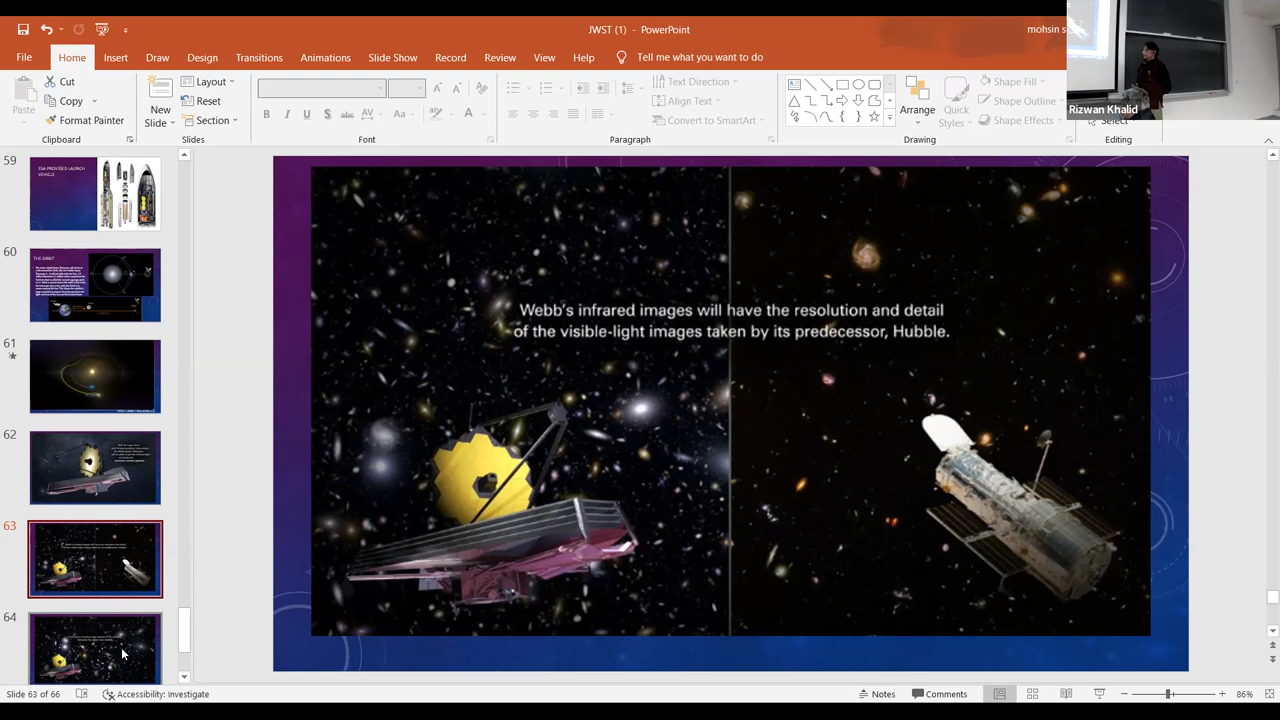 JWST (1) - PowerPoint
mohsin s
File Home Insert Draw Design Transitions Animations Slide Show Record Review View Help Tell me what you want to do
Paste
Cut
Copy
Format Painter
Clipboard
New
Slide
Layout
Reset
Section
Slides
Font
Text Direction
Align Text
Convert to SmartArt
Paragraph
Arrange
Quick
Styles
Shape Fill
Shape Outline
Shape Effects
Drawing
Select
Editing
Rizwan Khalid
59
ESA PROVIDED LAUNCH
VEHICLE
60
THE ORBIT
61
62
63
64
Webb's infrared images will have the resolution and detail
of the visible-light images taken by its predecessor, Hubble.
Slide 63 of 66
Accessibility: Investigate
Notes
Comments
86%